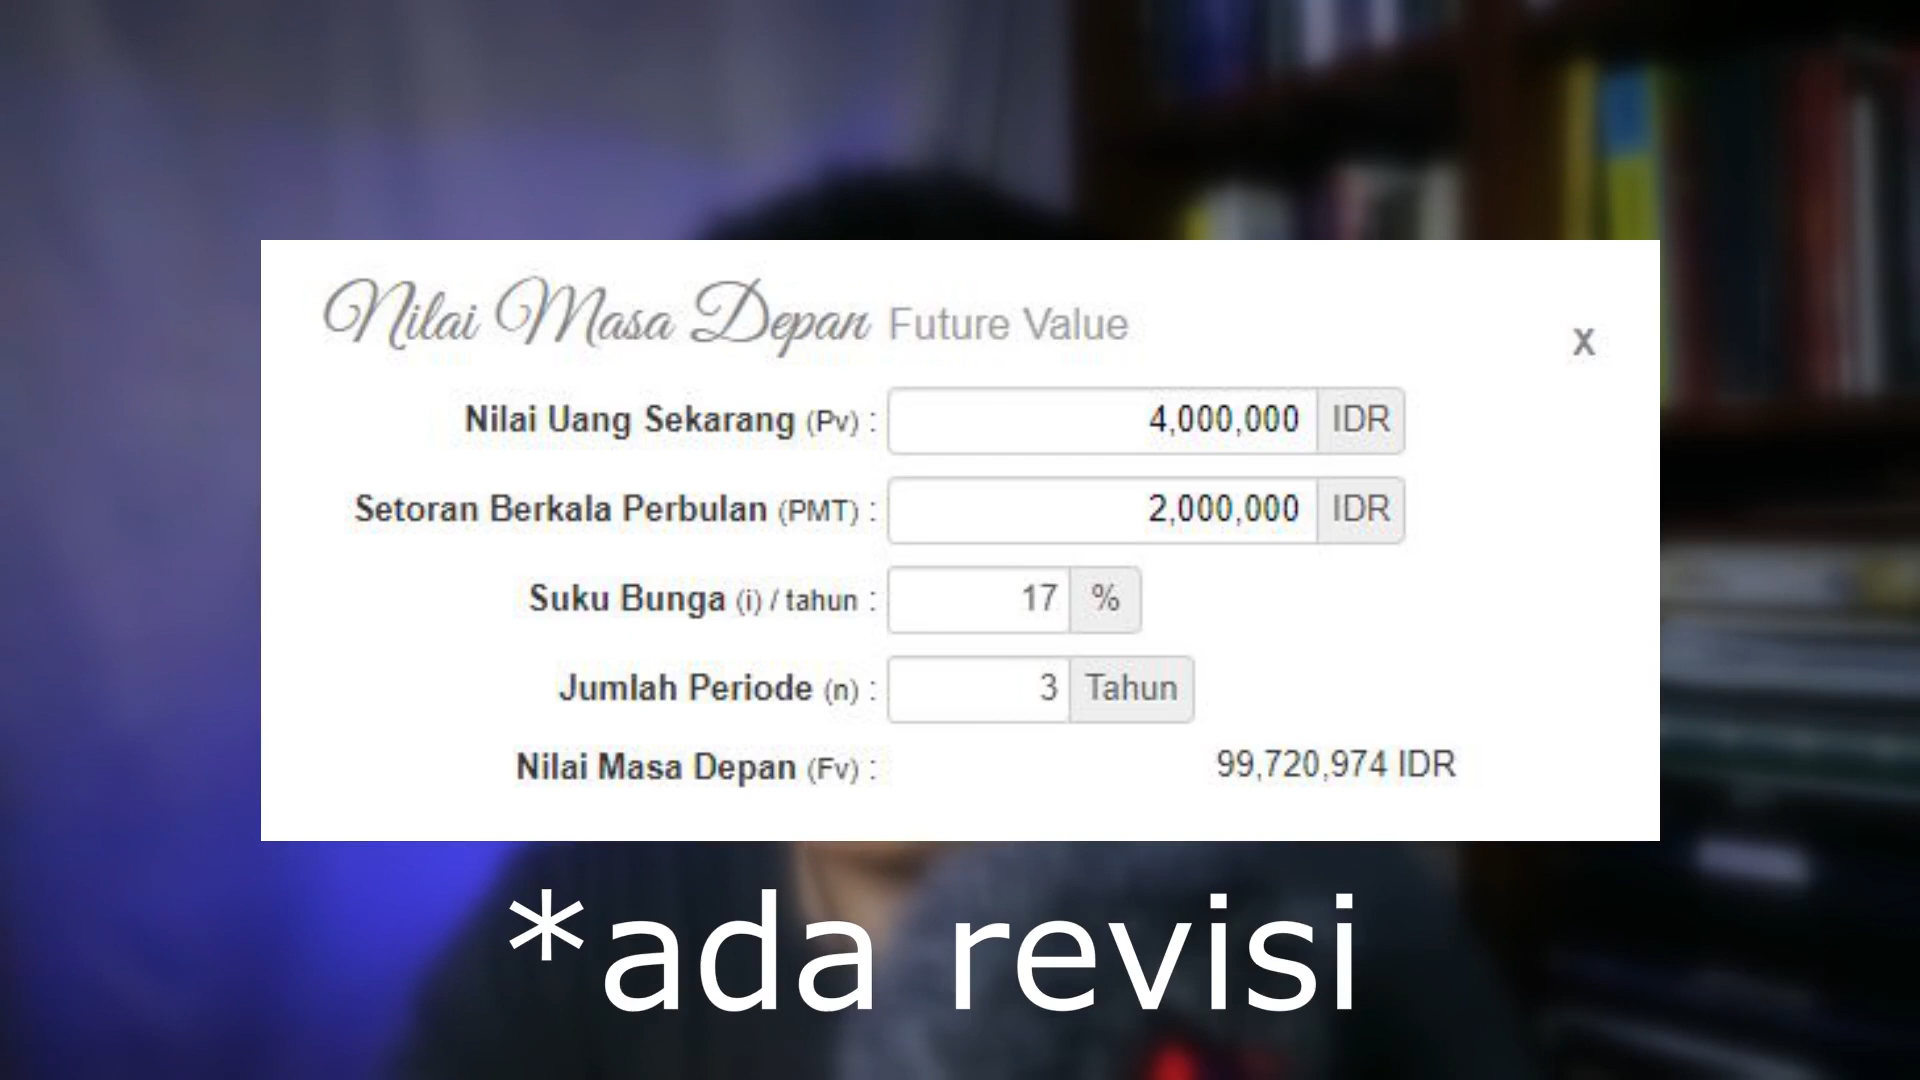 Nilai Masa Depan Future Value
x
Nilai Uang Sekarang (Pv) : 4,000,000 IDR
Setoran Berkala Perbulan (PMT) : 2,000,000 IDR
Suku Bunga (i) / tahun : 17 %
Jumlah Periode (n) : 3 Tahun
Nilai Masa Depan (Fv) : 99,720,974 IDR
*ada revisi